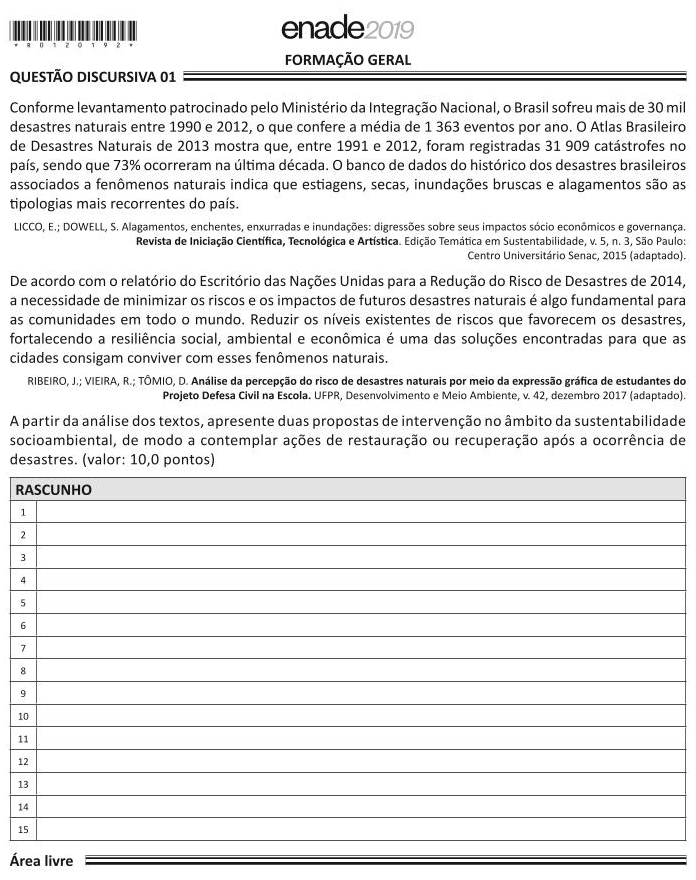 enade2019
*R0120192*
FORMAÇÃO GERAL
QUESTÃO DISCURSIVA 01
Conforme levantamento patrocinado pelo Ministério da Integração Nacional, o Brasil sofreu mais de 30 mil
desastres naturais entre 1990 e 2012, o que confere a média de 1 363 eventos por ano. O Atlas Brasileiro
de Desastres Naturais de 2013 mostra que, entre 1991 e 2012, foram registradas 31 909 catástrofes no
país, sendo que 73% ocorreram na última década. O banco de dados do histórico dos desastres brasileiros
associados a fenômenos naturais indica que estiagens, secas, inundações bruscas e alagamentos são as
tipologias mais recorrentes do país.
LICCO, E.; DOWELL, S. Alagamentos, enchentes, enxurradas e inundações: digressões sobre seus impactos sócio econômicos e governança.
Revista de Iniciação Científica, Tecnológica e Artística. Edição Temática em Sustentabilidade, v. 5, n. 3, São Paulo:
Centro Universitário Senac, 2015 (adaptado).
De acordo com o relatório do Escritório das Nações Unidas para a Redução do Risco de Desastres de 2014,
a necessidade de minimizar os riscos e os impactos de futuros desastres naturais é algo fundamental para
as comunidades em todo o mundo. Reduzir os níveis existentes de riscos que favorecem os desastres,
fortalecendo a resiliência social, ambiental e econômica é uma das soluções encontradas para que as
cidades consigam conviver com esses fenômenos naturais.
RIBEIRO, J.; VIEIRA, R.; TÔMIO, D. Análise da percepção do risco de desastres naturais por meio da expressão gráfica de estudantes do
Projeto Defesa Civil na Escola. UFPR, Desenvolvimento e Meio Ambiente, v. 42, dezembro 2017 (adaptado).
A partir da análise dos textos, apresente duas propostas de intervenção no âmbito da sustentabilidade
socioambiental, de modo a contemplar ações de restauração ou recuperação após a ocorrência de
desastres. (valor: 10,0 pontos)
RASCUNHO
1
2
3
4
5
6
7
8
9
10
11
12
13
14
15
Área livre